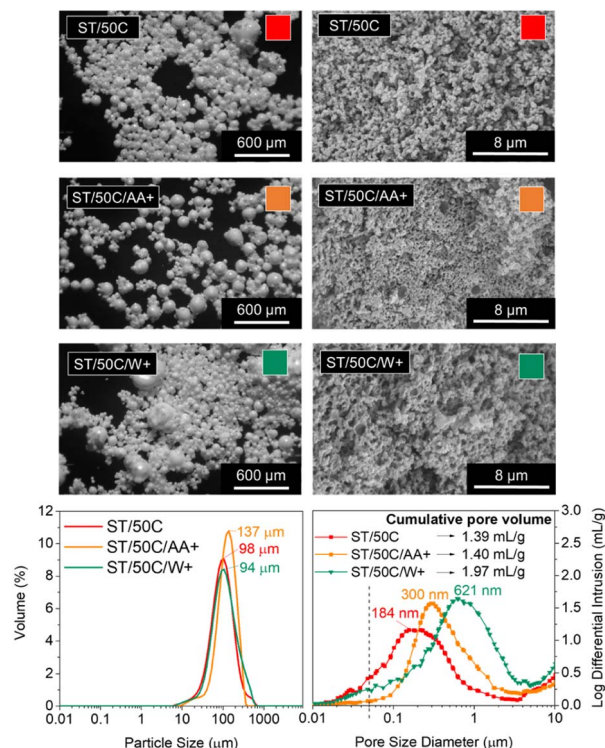 ST/50C
600 µm
ST/50C
8 µm
ST/50C/AA+
600 µm
ST/50C/AA+
8 µm
ST/50C/W+
600 µm
ST/50C/W+
8 µm
12
10
8
6
4
2
0
Volume (%)
ST/50C
ST/50C/AA+
ST/50C/W+
137 µm
98 µm
94 µm
0.01 0.1 1 10 100 1000
Particle Size (µm)
Cumulative pore volume
ST/50C → 1.39 mL/g
ST/50C/AA+ → 1.40 mL/g
ST/50C/W+ → 1.97 mL/g
184 nm
300 nm
621 nm
3.0
2.5
2.0
1.5
1.0
0.5
0.0
Log Differential Intrusion (mL/g)
0.01 0.1 1 10
Pore Size Diameter (µm)